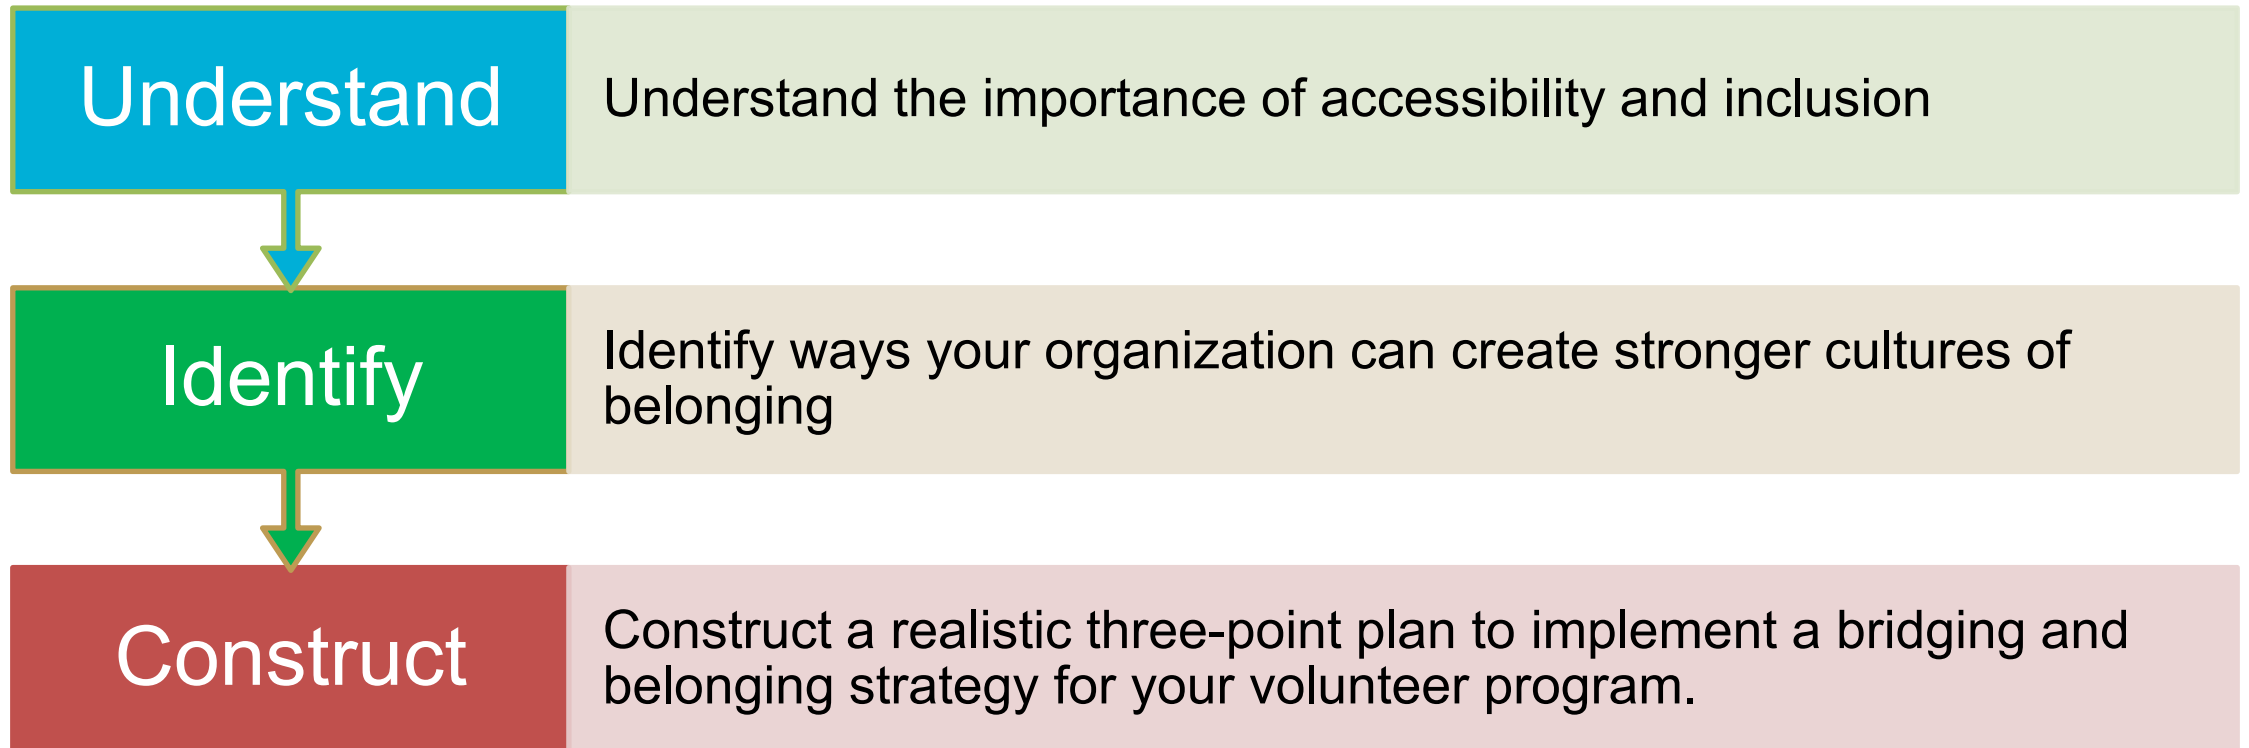 Understand
Understand the importance of accessibility and inclusion
Identify
Identify ways your organization can create stronger cultures of
belonging
Construct
Construct a realistic three-point plan to implement a bridging and
belonging strategy for your volunteer program.